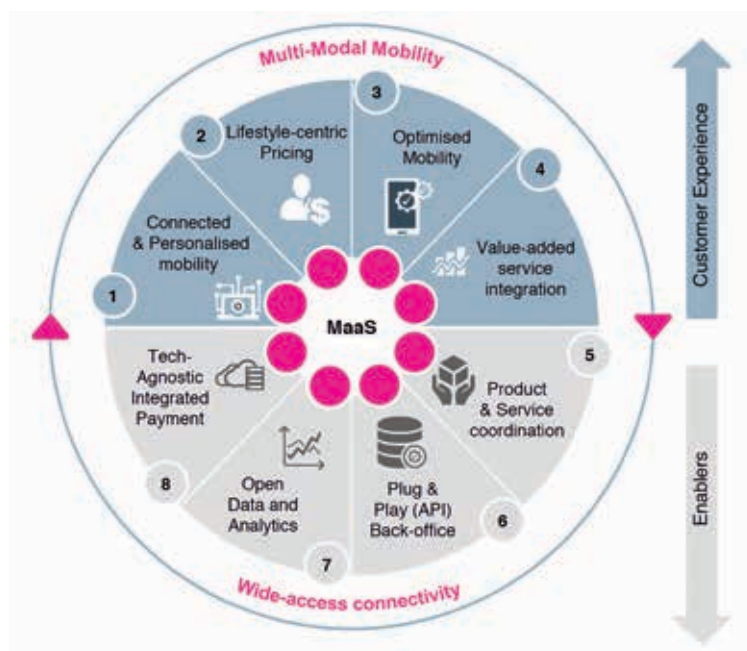 Multi-Modal Mobility
1
Connected
& Personalised
mobility
2
Lifestyle-centric
Pricing
3
Optimised
Mobility
4
Value-added
service
integration
MaaS
5
Product
& Service
coordination
6
Plug &
Play (API)
Back-office
7
Open
Data and
Analytics
8
Tech-
Agnostic
Integrated
Payment
Wide-access connectivity
Customer Experience
Enablers